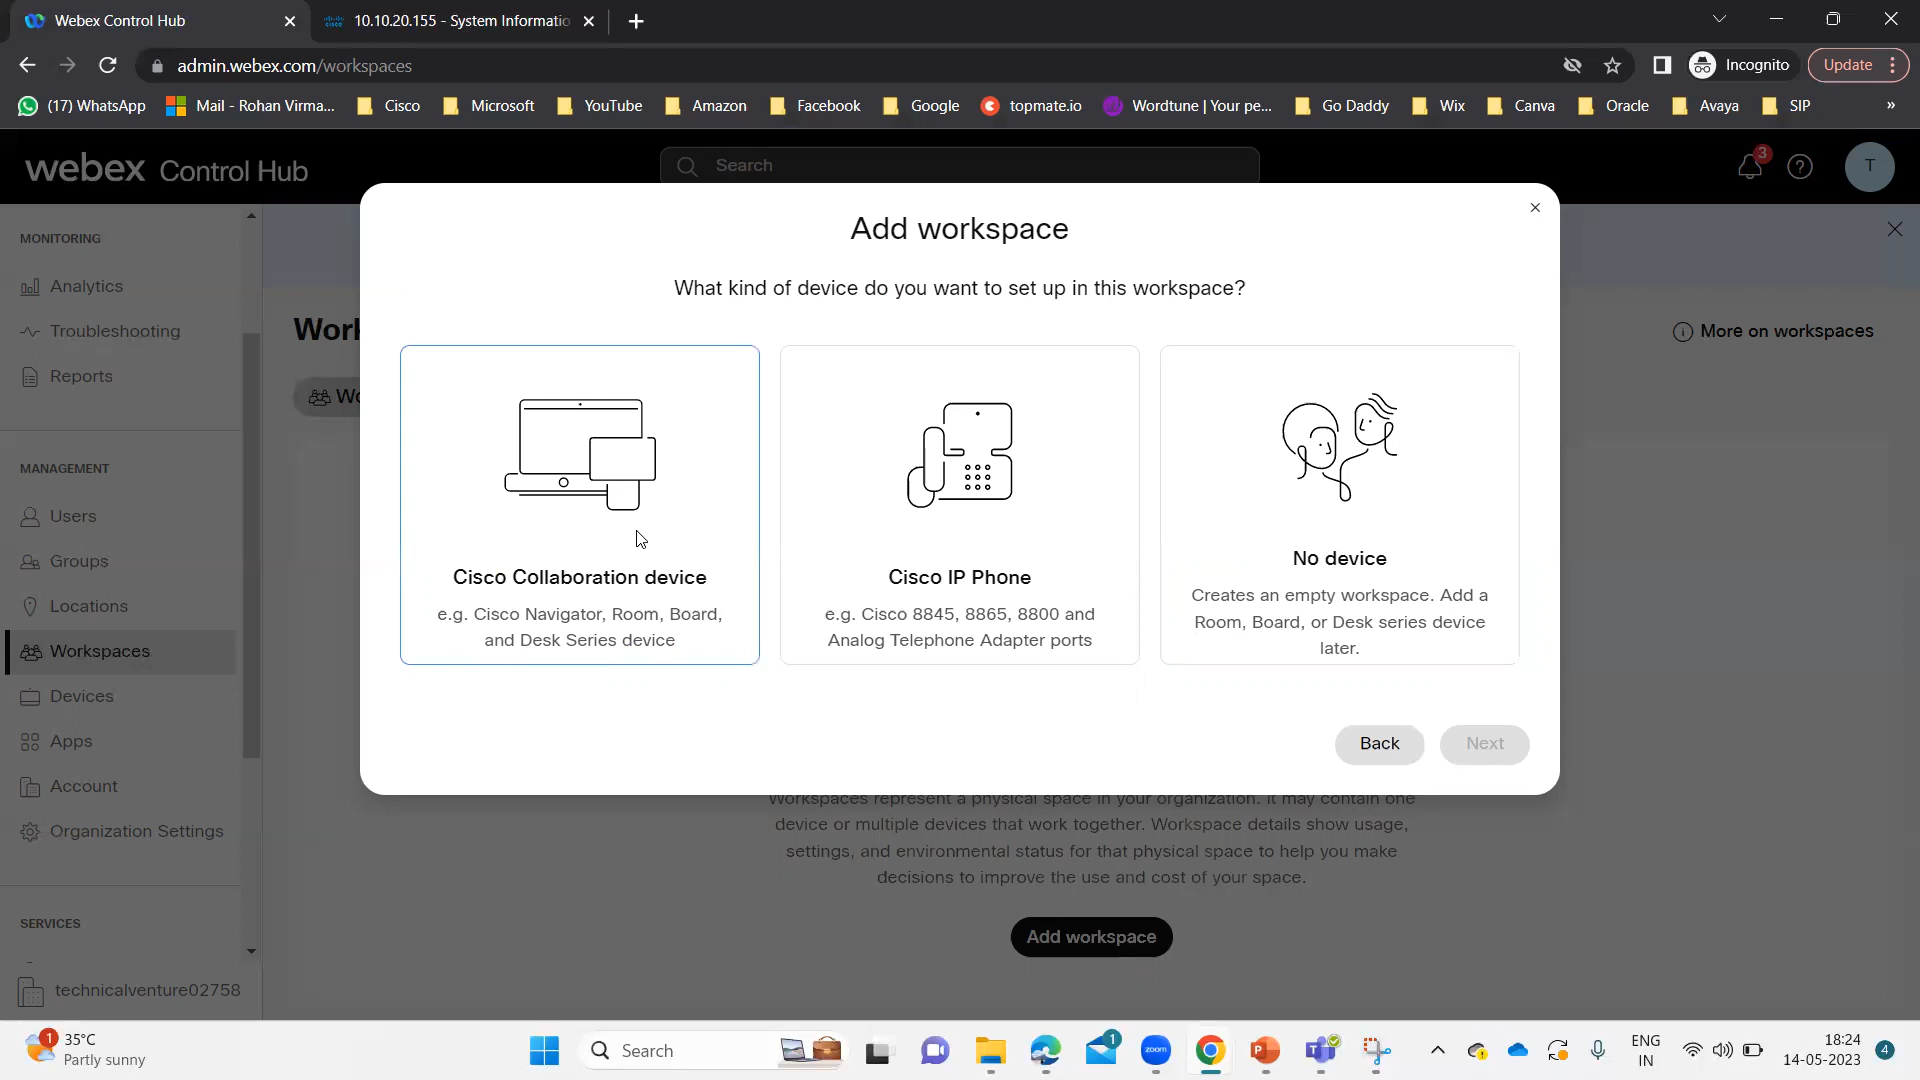 Webex Control Hub
10.10.20.155 - System Informatio
admin.webex.com/workspaces
Incognito
Update
(17) WhatsApp
Mail - Rohan Virma...
Cisco
Microsoft
YouTube
Amazon
Facebook
Google
topmate.io
Wordtune | Your pe...
Go Daddy
Wix
Canva
Oracle
Avaya
SIP
»
webex Control Hub
Search
3
T
MONITORING
Analytics
Troubleshooting
Reports
MANAGEMENT
Users
Groups
Locations
Workspaces
Devices
Apps
Account
Organization Settings
SERVICES
technicalventure02758
More on workspaces
Add workspace
What kind of device do you want to set up in this workspace?
Cisco Collaboration device
e.g. Cisco Navigator, Room, Board,
and Desk Series device
Cisco IP Phone
e.g. Cisco 8845, 8865, 8800 and
Analog Telephone Adapter ports
No device
Creates an empty workspace. Add a
Room, Board, or Desk series device
later.
Back
Next
Workspaces represent a physical space in your organization. It may contain one
device or multiple devices that work together. Workspace details show usage,
settings, and environmental status for that physical space to help you make
decisions to improve the use and cost of your space.
Add workspace
1
35°C
Partly sunny
Search
1
zoom
ENG
IN
18:24
14-05-2023
4